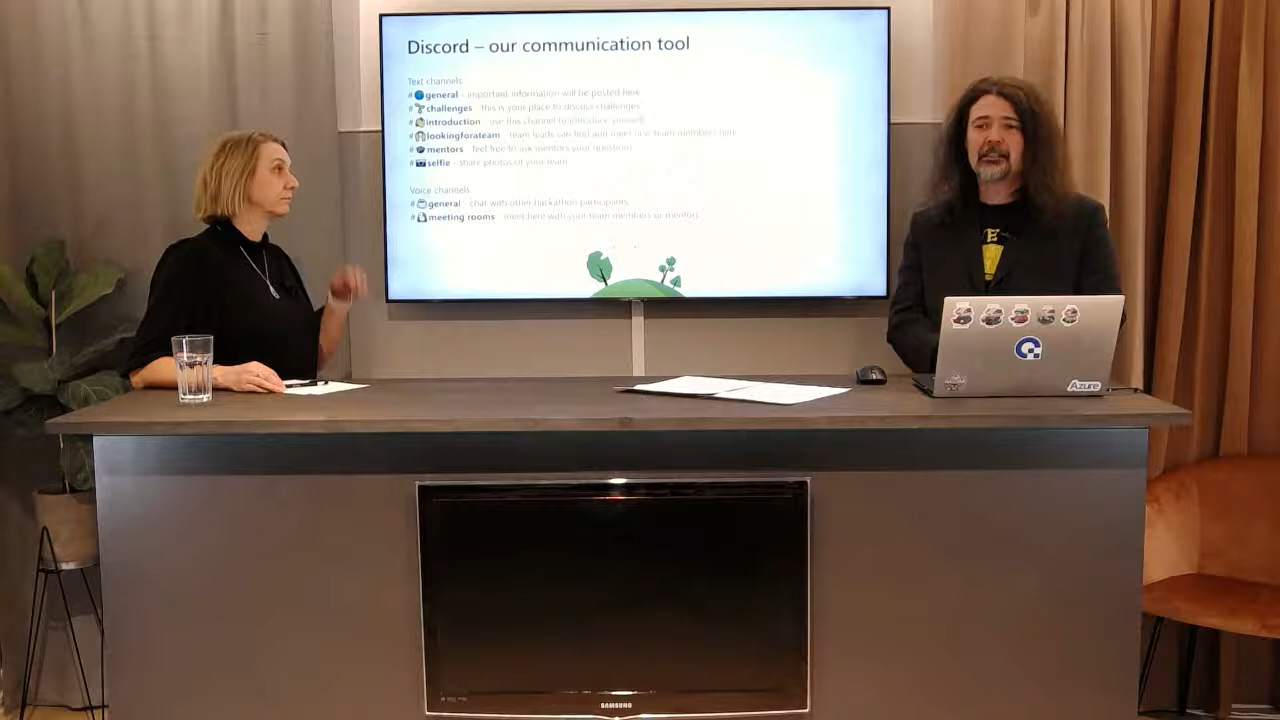 Discord – our communication tool
Text channels
# general - important information will be posted here
# challenges - this is your place to discuss challenges
# introduction - use this channel to introduce yourself
# lookingforateam - team leads can find and meet new team members here
# mentors - feel free to ask mentors your questions
# selfie - share photos of your team
Voice channels
# general - chat with other hackathon participants
# meeting rooms - meet here with your team members or mentors
Azure
SAMSUNG